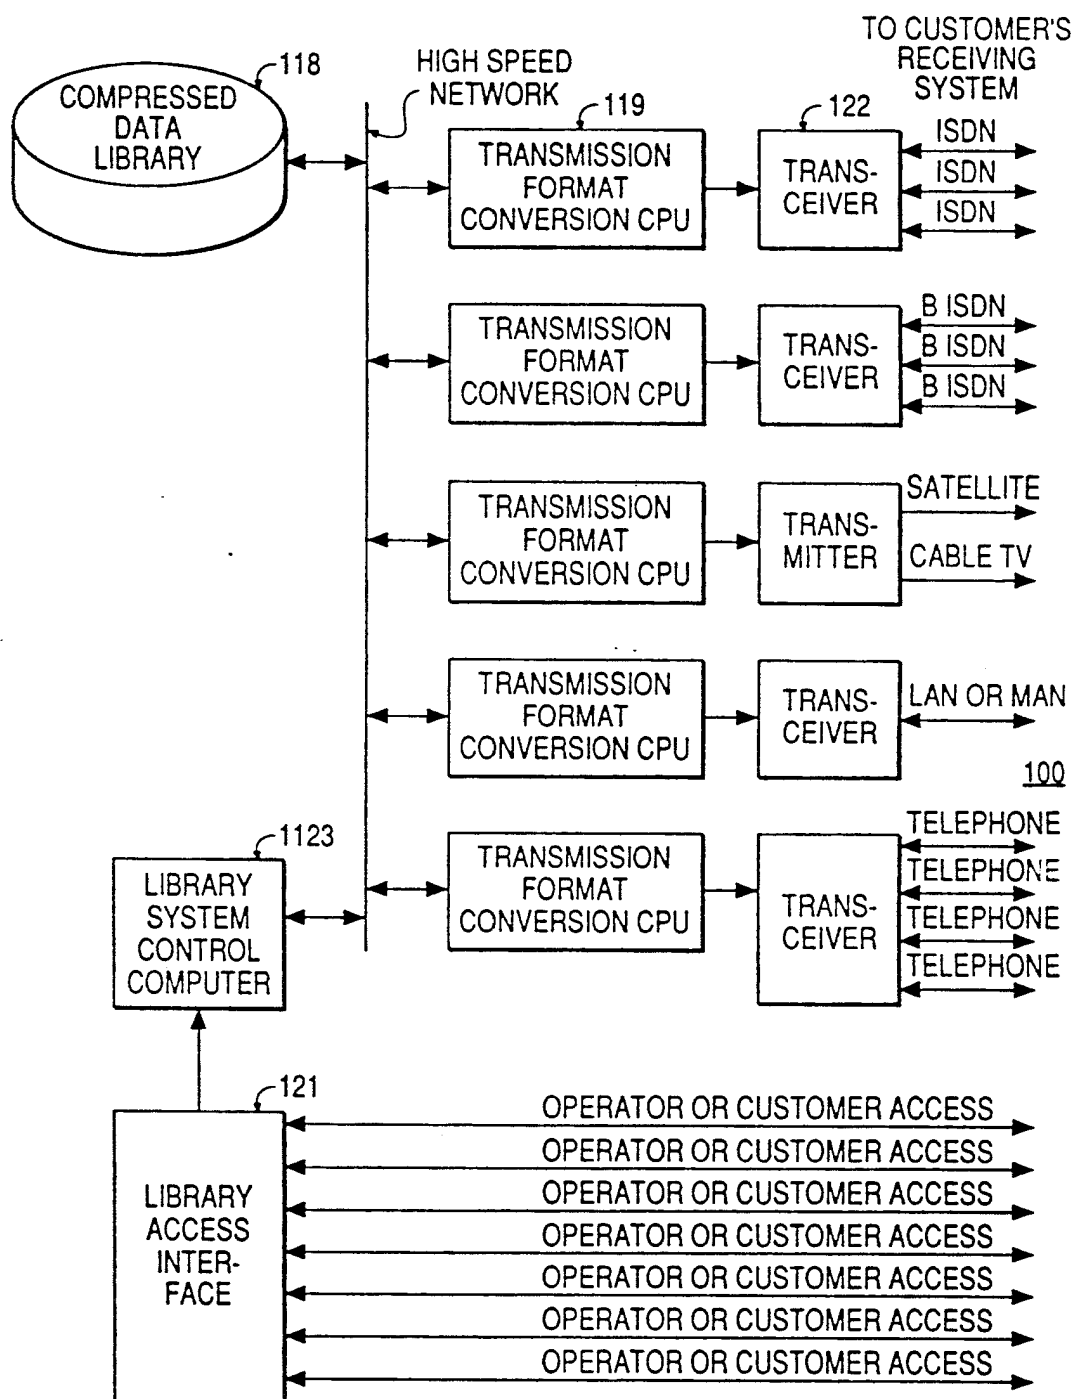 TO CUSTOMER'S
RECEIVING
SYSTEM
118
HIGH SPEED
NETWORK
COMPRESSED
DATA
LIBRARY
119
TRANSMISSION
FORMAT
CONVERSION CPU
122
TRANS-
CEIVER
ISDN
ISDN
ISDN
TRANSMISSION
FORMAT
CONVERSION CPU
TRANS-
CEIVER
B ISDN
B ISDN
B ISDN
TRANSMISSION
FORMAT
CONVERSION CPU
TRANS-
MITTER
SATELLITE
CABLE TV
TRANSMISSION
FORMAT
CONVERSION CPU
TRANS-
CEIVER
LAN OR MAN
100
1123
LIBRARY
SYSTEM
CONTROL
COMPUTER
TRANSMISSION
FORMAT
CONVERSION CPU
TRANS-
CEIVER
TELEPHONE
TELEPHONE
TELEPHONE
TELEPHONE
121
LIBRARY
ACCESS
INTER-
FACE
OPERATOR OR CUSTOMER ACCESS
OPERATOR OR CUSTOMER ACCESS
OPERATOR OR CUSTOMER ACCESS
OPERATOR OR CUSTOMER ACCESS
OPERATOR OR CUSTOMER ACCESS
OPERATOR OR CUSTOMER ACCESS
OPERATOR OR CUSTOMER ACCESS